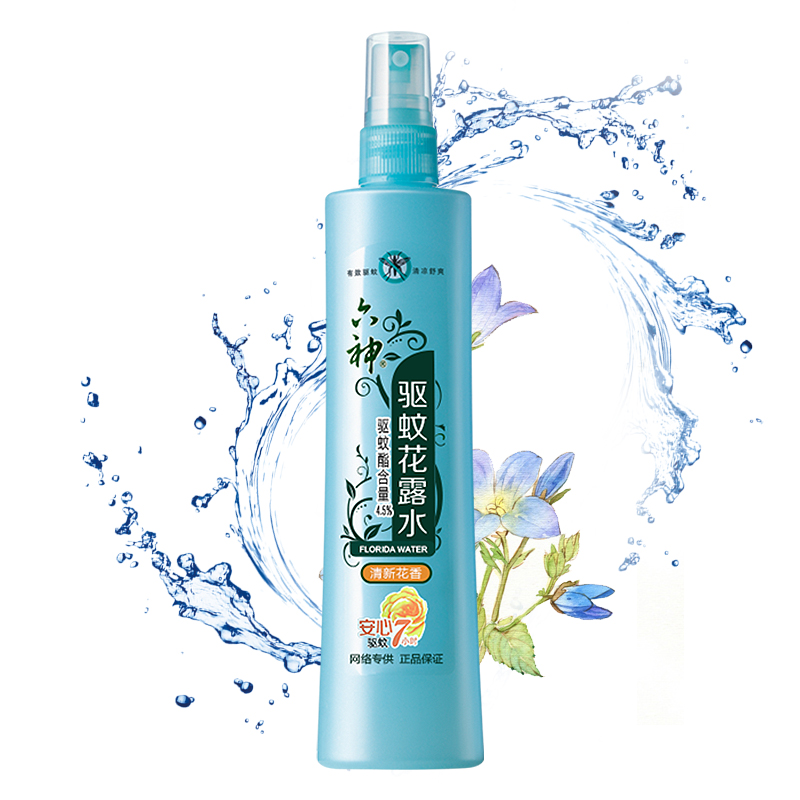 有效驱蚊 清凉舒爽
六神®
驱蚊花露水
驱蚊酯含量4.5%
FLORIDA WATER
清新花香
安心7小时
驱蚊
网络专供 正品保证